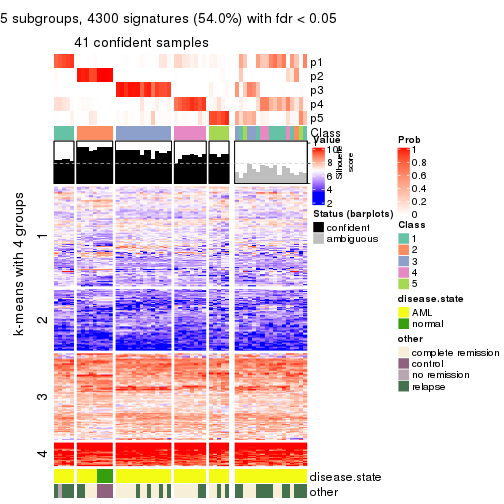 5 subgroups, 4300 signatures (54.0%) with fdr < 0.05
41 confident samples
p1
p2
p3
p4
p5
Class
Silhouette
score
k-means with 4 groups
1
2
3
4
disease.state
other
Value
10
8
6
4
2
Status (barplots)
confident
ambiguous
Prob
1
0.8
0.6
0.4
0.2
0
Class
1
2
3
4
5
disease.state
AML
normal
other
complete remission
control
no remission
relapse